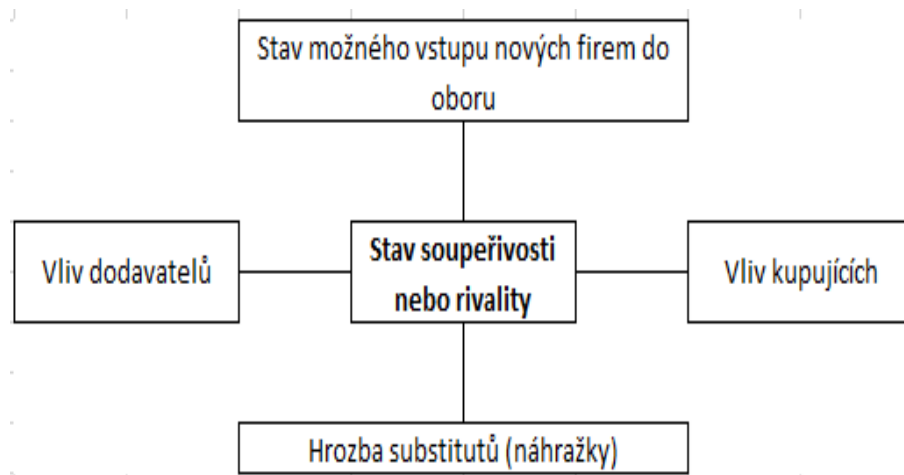 Stav možného vstupu nových firem do
oboru
Vliv dodavatelů
Stav soupeřivosti
nebo rivality
Vliv kupujících
Hrozba substitutů (náhražky)